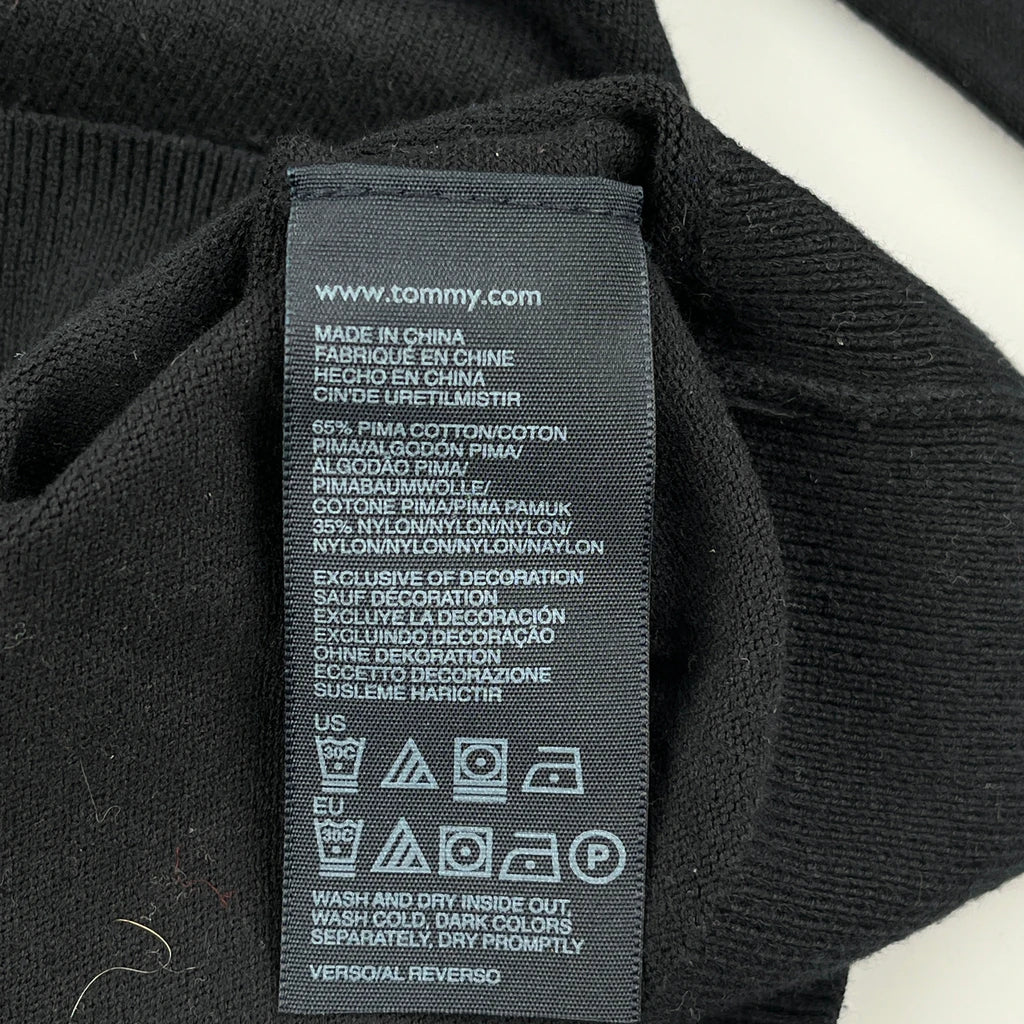 www.tommy.com
MADE IN CHINA
FABRIQUÉ EN CHINE
HECHO EN CHINA
CIN'DE URETILMISTIR
65% PIMA COTTON/COTON
PIMA/ALGODÓN PIMA/
ALGODÃO PIMA/
PIMABAUMWOLLE/
COTONE PIMA/PIMA PAMUK
35% NYLON/NYLON/NYLON/
NYLON/NYLON/NYLON/NAYLON
EXCLUSIVE OF DECORATION
SAUF DECORATION
EXCLUYE LA DECORACIÓN
EXCLUINDO DECORAÇÃO
OHNE DEKORATION
ECCETTO DECORAZIONE
SUSLEME HARICTIR
US
30C
EU
30C
P
WASH AND DRY INSIDE OUT,
WASH COLD, DARK COLORS
SEPARATELY, DRY PROMPTLY
VERSO/AL REVERSO